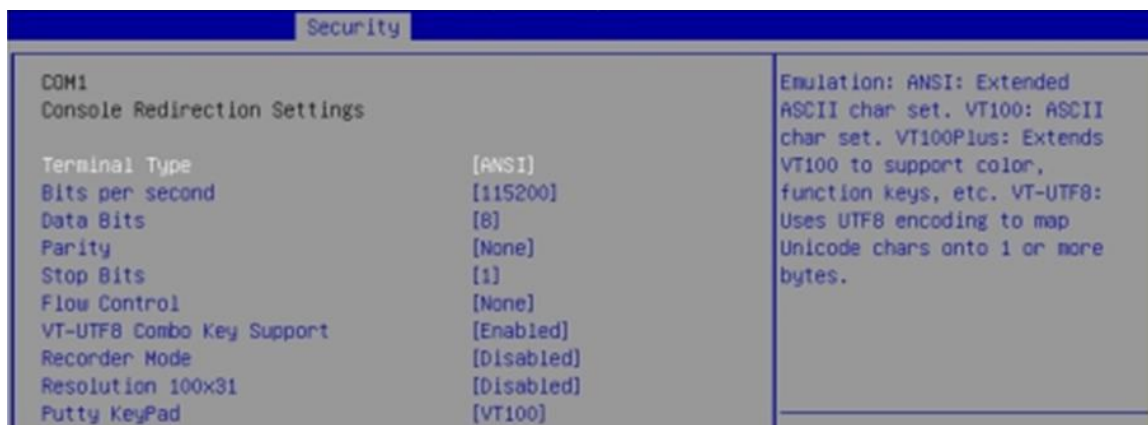 Security
COM1
Console Redirection Settings
Terminal Type [ANSI]
Bits per second [115200]
Data Bits [8]
Parity [None]
Stop Bits [1]
Flow Control [None]
VT-UTF8 Combo Key Support [Enabled]
Recorder Mode [Disabled]
Resolution 100x31 [Disabled]
Putty KeyPad [VT100]
Emulation: ANSI: Extended
ASCII char set. VT100: ASCII
char set. VT100Plus: Extends
VT100 to support color,
function keys, etc. VT-UTF8:
Uses UTF8 encoding to map
Unicode chars onto 1 or more
bytes.